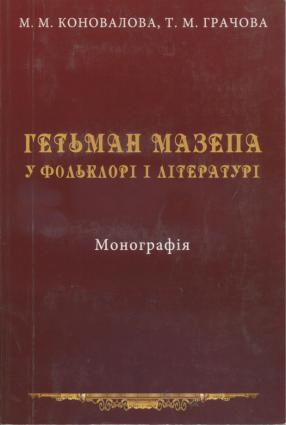 М. М. КОНОВАЛОВА, Т. М. ГРАЧОВА
ГЕТЬМАН МАЗЕПА
У ФОЛЬКЛОРІ І ЛІТЕРАТУРІ
Монографія